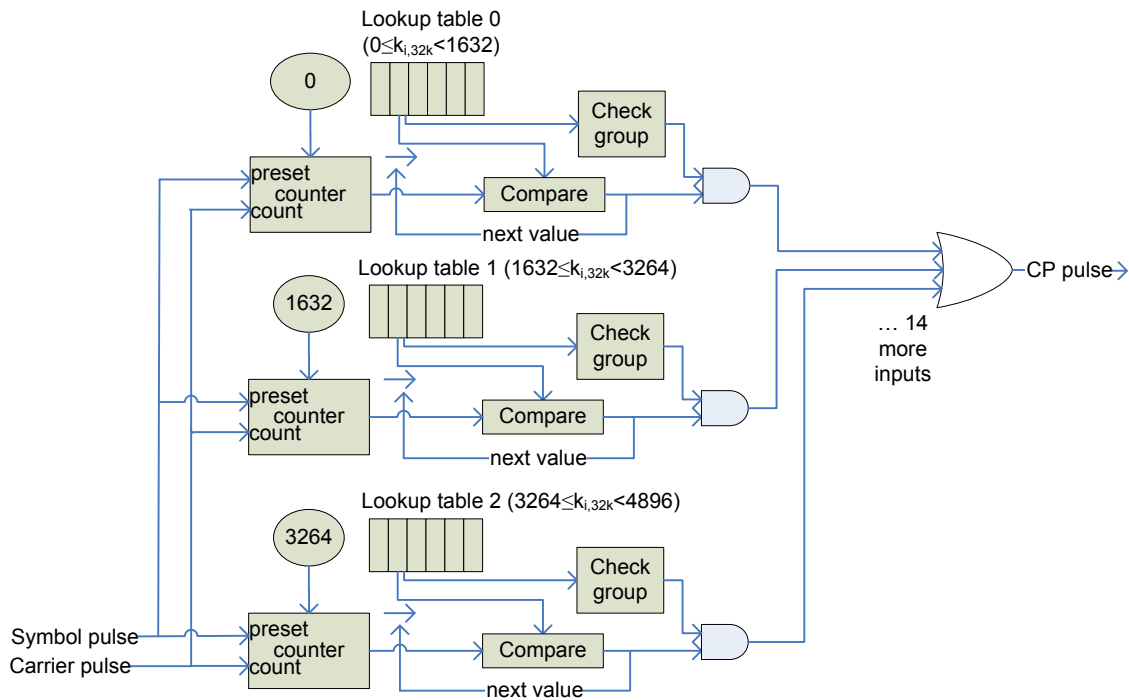 Lookup table 0
(0≤ki,32k<1632)
0
Check
group
preset
counter
count
Compare
next value
Lookup table 1 (1632≤ki,32k<3264)
1632
Check
group
preset
counter
count
Compare
next value
CP pulse
… 14
more
inputs
Lookup table 2 (3264≤ki,32k<4896)
3264
Check
group
preset
counter
count
Compare
next value
Symbol pulse
Carrier pulse